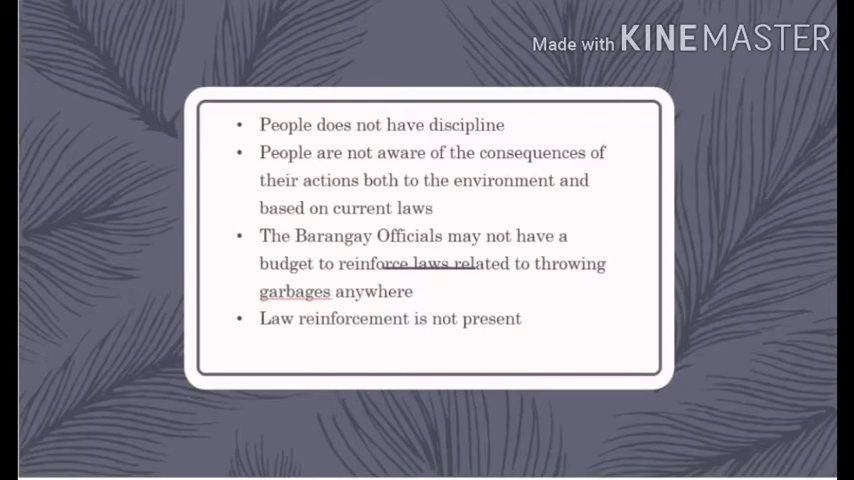 Made with KINEMASTER
• People does not have discipline
• People are not aware of the consequences of
their actions both to the environment and
based on current laws
• The Barangay Officials may not have a
budget to reinforce laws related to throwing
garbages anywhere
• Law reinforcement is not present